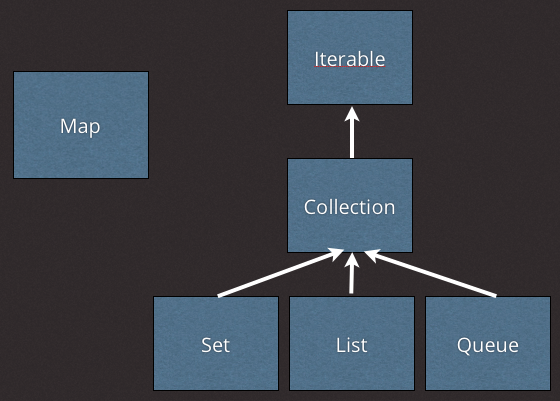 Iterable
Map
Collection
Set
List
Queue